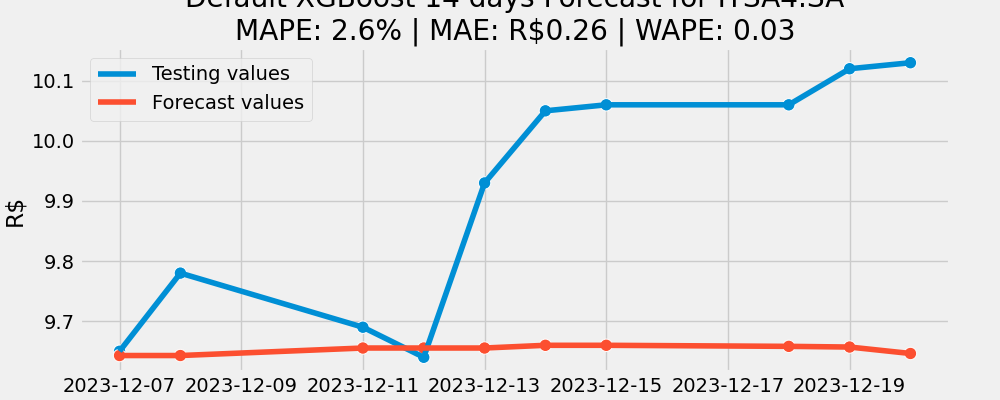 Default XGBoost 14 days Forecast for ITSA4.SA
MAPE: 2.6% | MAE: R$0.26 | WAPE: 0.03
Testing values
Forecast values
R$
10.1
10.0
9.9
9.8
9.7
2023-12-07 2023-12-09 2023-12-11 2023-12-13 2023-12-15 2023-12-17 2023-12-19